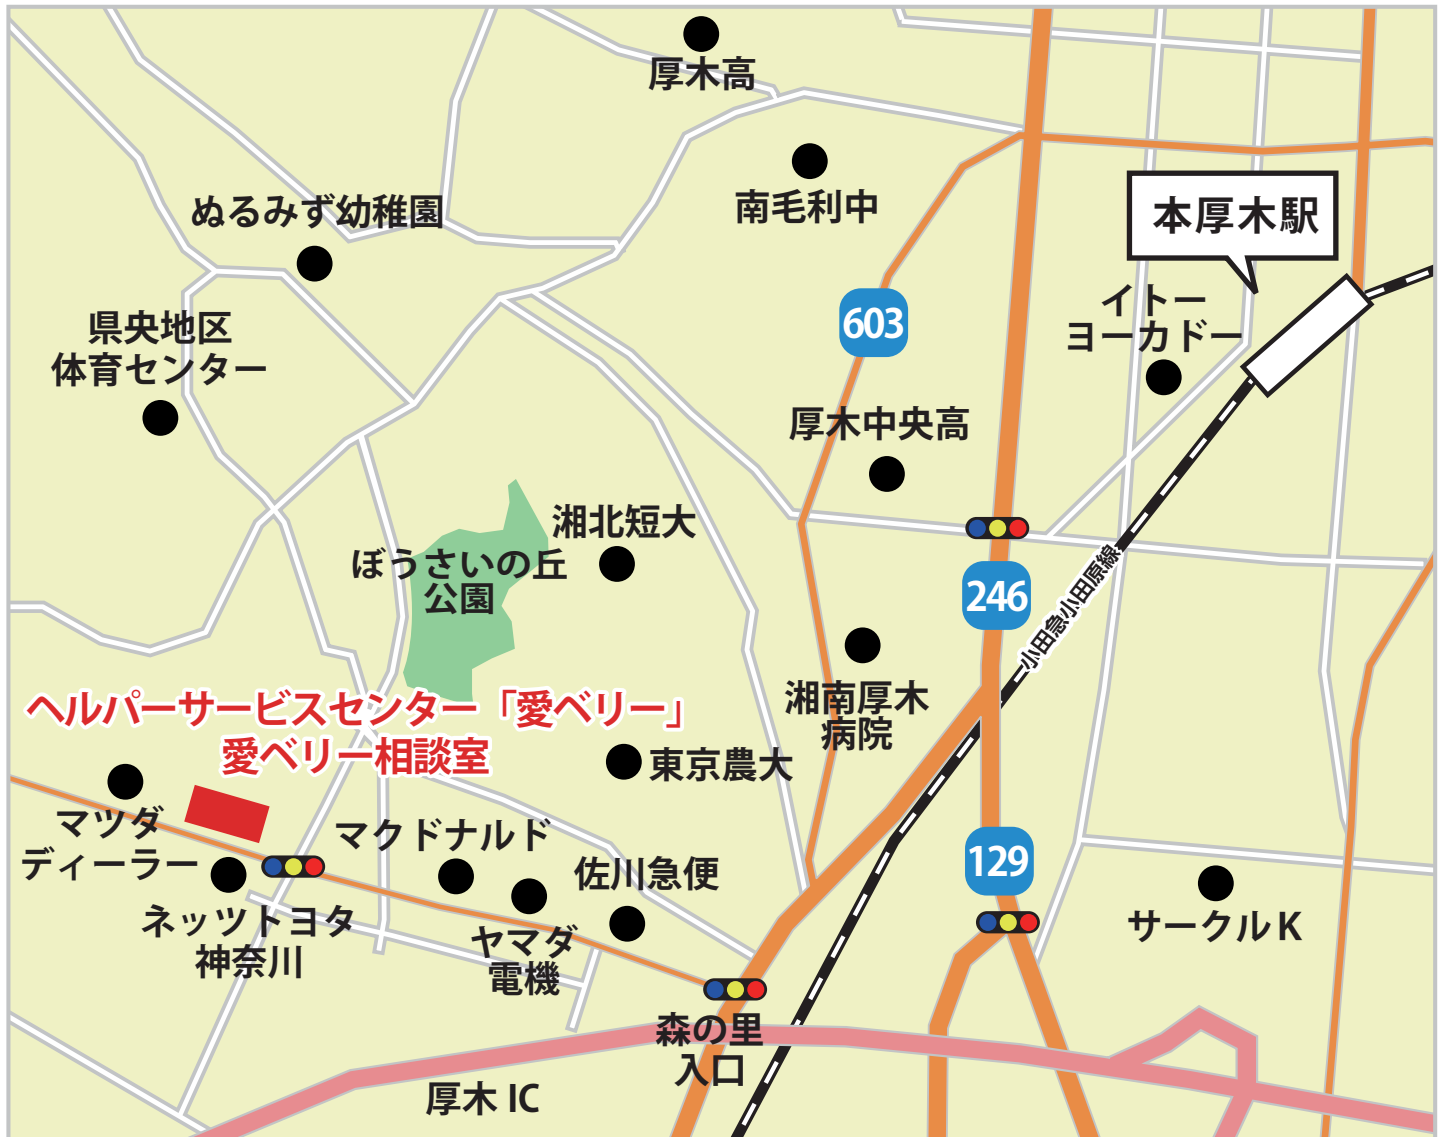 厚木高
南毛利中
ぬるみず幼稚園
本厚木駅
県央地区
体育センター
603
イトー
ヨーカドー
厚木中央高
湘北短大
ぼうさいの丘
公園
246
小田急小田原線
湘南厚木
病院
ヘルパーサービスセンター「愛ベリー」
愛ベリー相談室
東京農大
マツダ
ディーラー
マクドナルド
佐川急便
129
ネッツトヨタ
神奈川
ヤマダ
電機
サークルK
森の里
入口
厚木 IC